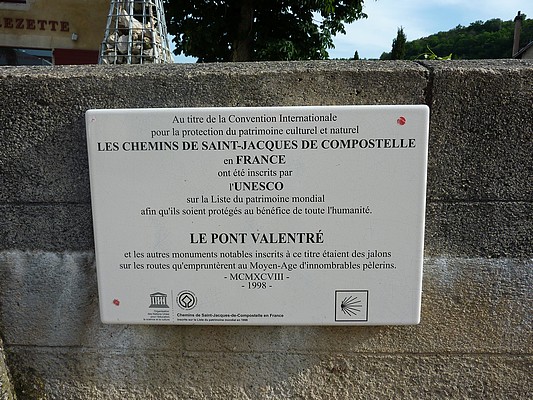 EZETTE
Au titre de la Convention Internationale
pour la protection du patrimoine culturel et naturel
LES CHEMINS DE SAINT-JACQUES DE COMPOSTELLE
en FRANCE
ont été inscrits par
l'UNESCO
sur la Liste du patrimoine mondial
afin qu'ils soient protégés au bénéfice de toute l'humanité.
LE PONT VALENTRÉ
et les autres monuments notables inscrits à ce titre étaient des jalons
sur les routes qu'empruntèrent au Moyen-Age d'innombrables pèlerins.
- MCMXCVIII -
- 1998 -
Chemins de Saint-Jacques-de-Compostelle en France